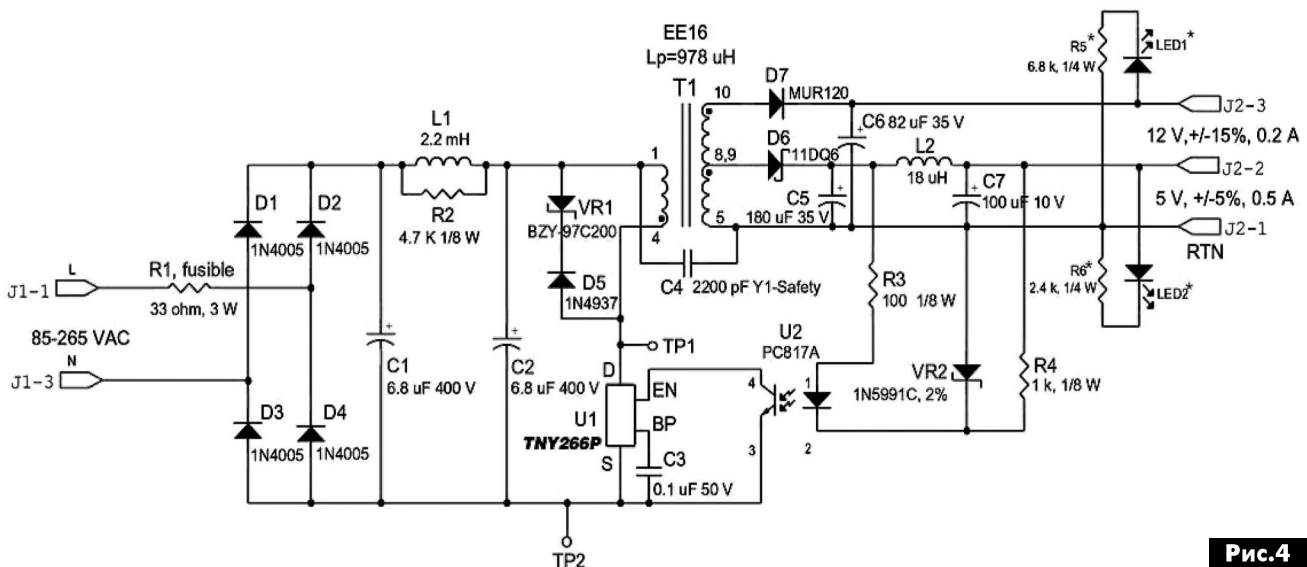 EE16
Lp=978 uH
T1
L1
2.2 mH
R2
4.7 K 1/8 W
D1
1N4005
D2
1N4005
D3
1N4005
D4
1N4005
J1-1
L
R1, fusible
33 ohm, 3 W
85-265 VAC
J1-3
N
C1
6.8 uF 400 V
C2
6.8 uF 400 V
VR1
BZY-97C200
D5
1N4937
1
4
10
8,9
5
D7
MUR120
D6
11DQ6
C6 82 uF 35 V
C5
180 uF 35 V
L2
18 uH
C7
100 uF 10 V
C4 2200 pF Y1-Safety
R5*
6.8 k, 1/4 W
LED1*
J2-3
12 V,+/-15%, 0.2 A
J2-2
5 V, +/-5%, 0.5 A
J2-1
RTN
R6*
2.4 k, 1/4 W
LED2*
R3
100 1/8 W
TP1
D
EN
U1
BP
TNY266P
S
C3
0.1 uF 50 V
U2
PC817A
4
3
1
2
VR2
1N5991C, 2%
R4
1 k, 1/8 W
TP2
Рис.4